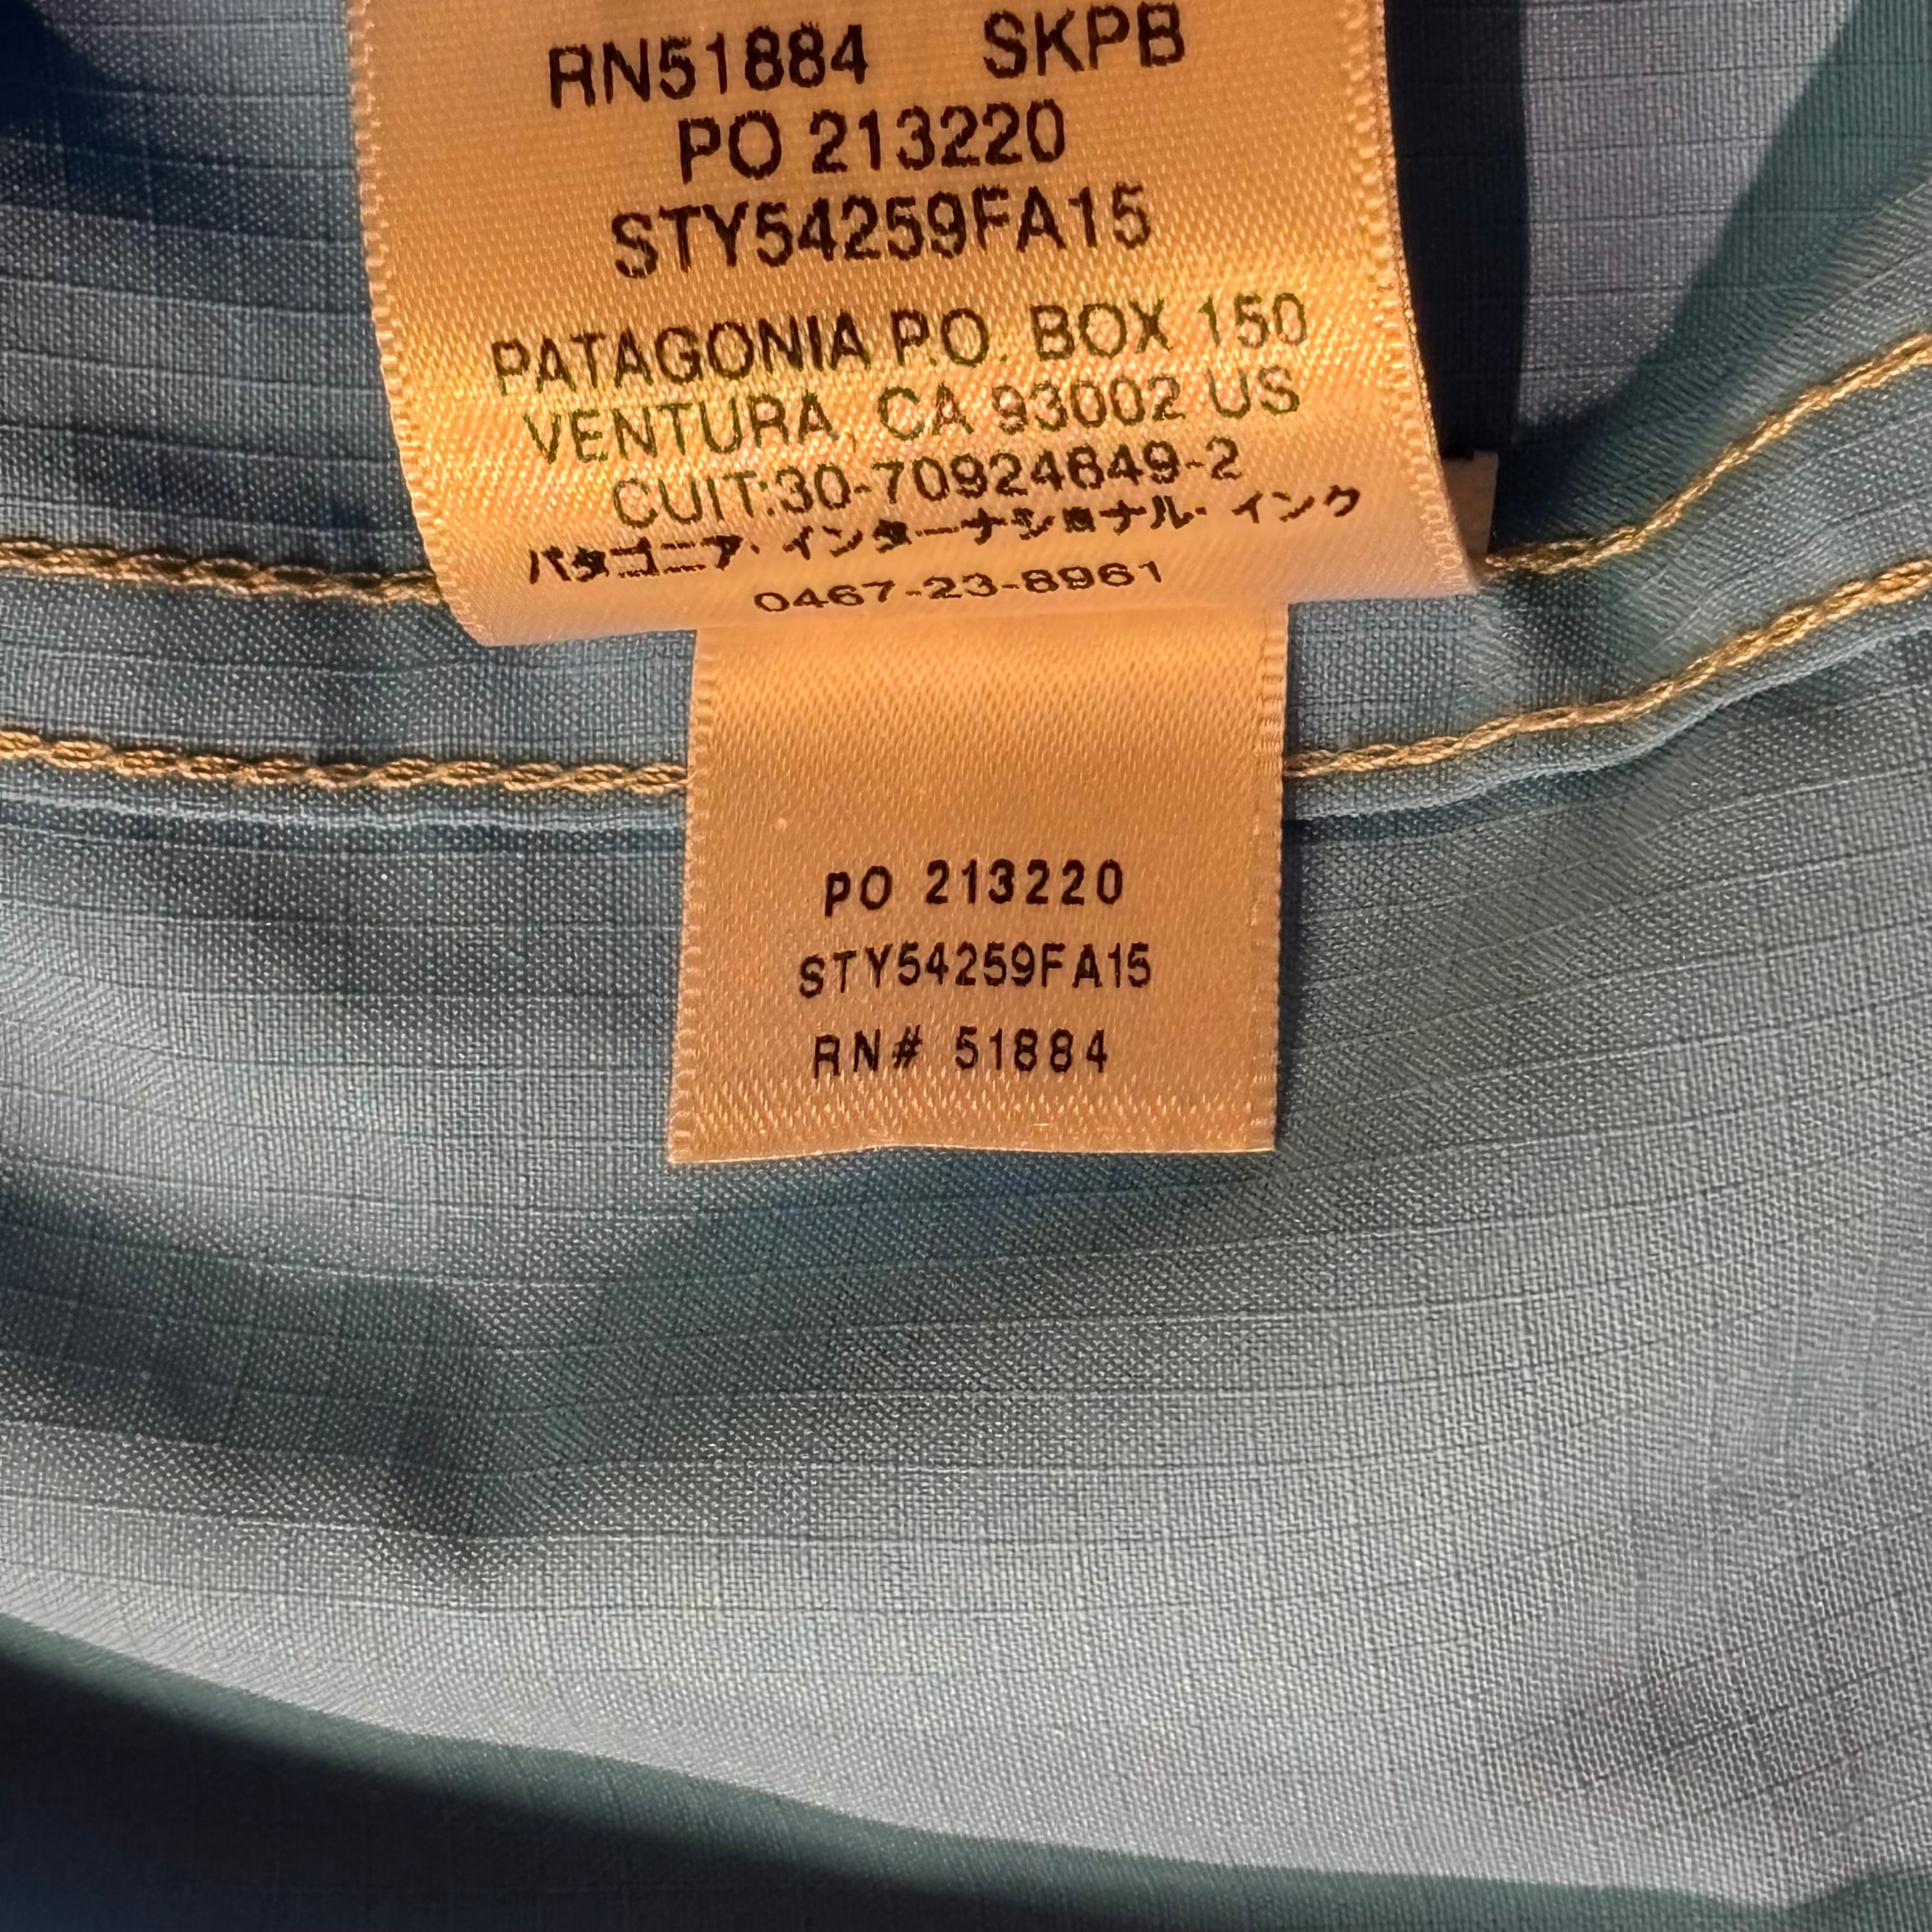 RN51884 SKPB
PO 213220
STY54259FA15
PATAGONIA P.O. BOX 150
VENTURA, CA 93002 US
CUIT:30-70924649-2
パタゴニア・インターナショナル・インク
0467-23-8961
PO 213220
STY54259FA15
RN# 51884